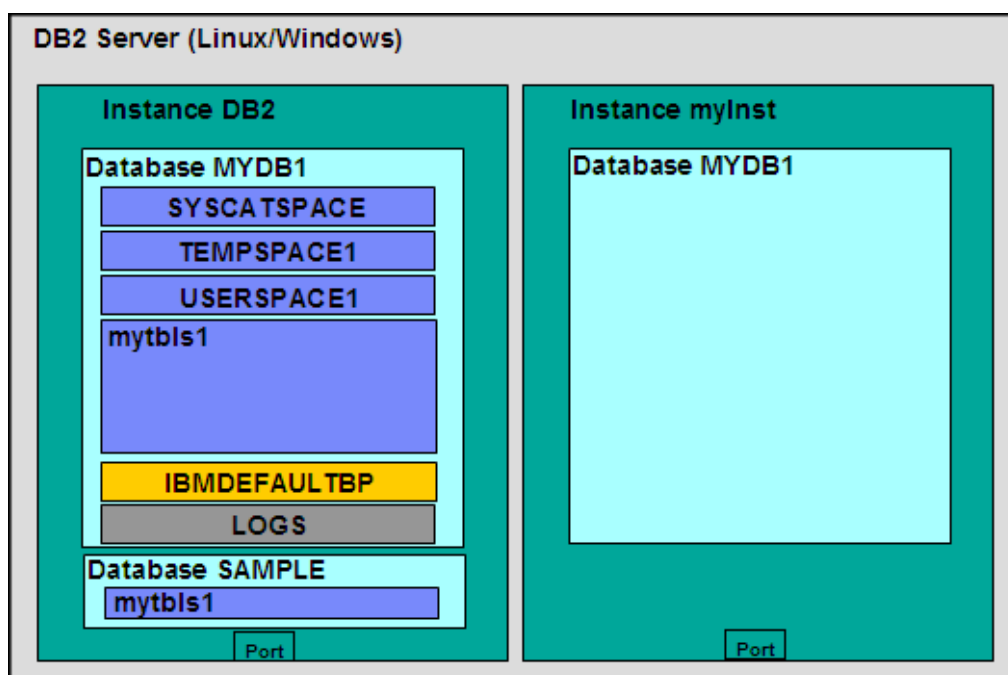 DB2 Server (Linux/Windows)
Instance DB2
Database MYDB1
SYSCATSPACE
TEMPSPACE1
USERSPACE1
mytbls1
IBMDEFAULTBP
LOGS
Database SAMPLE
mytbls1
Port
Instance myInst
Database MYDB1
Port